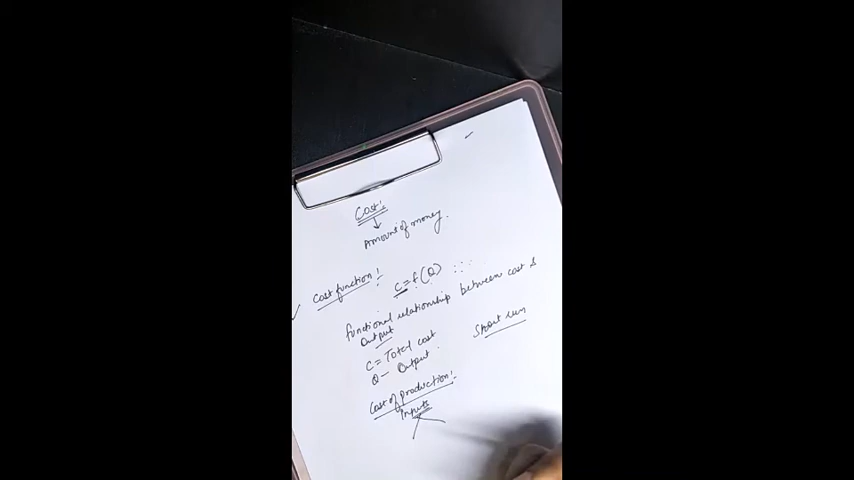 Cost:
Amount of money.
Cost function:
C = f(Q)
functional relationship between cost &
Output
C = Total cost
Short run
Q - Output.
Cost of production:
Inputs